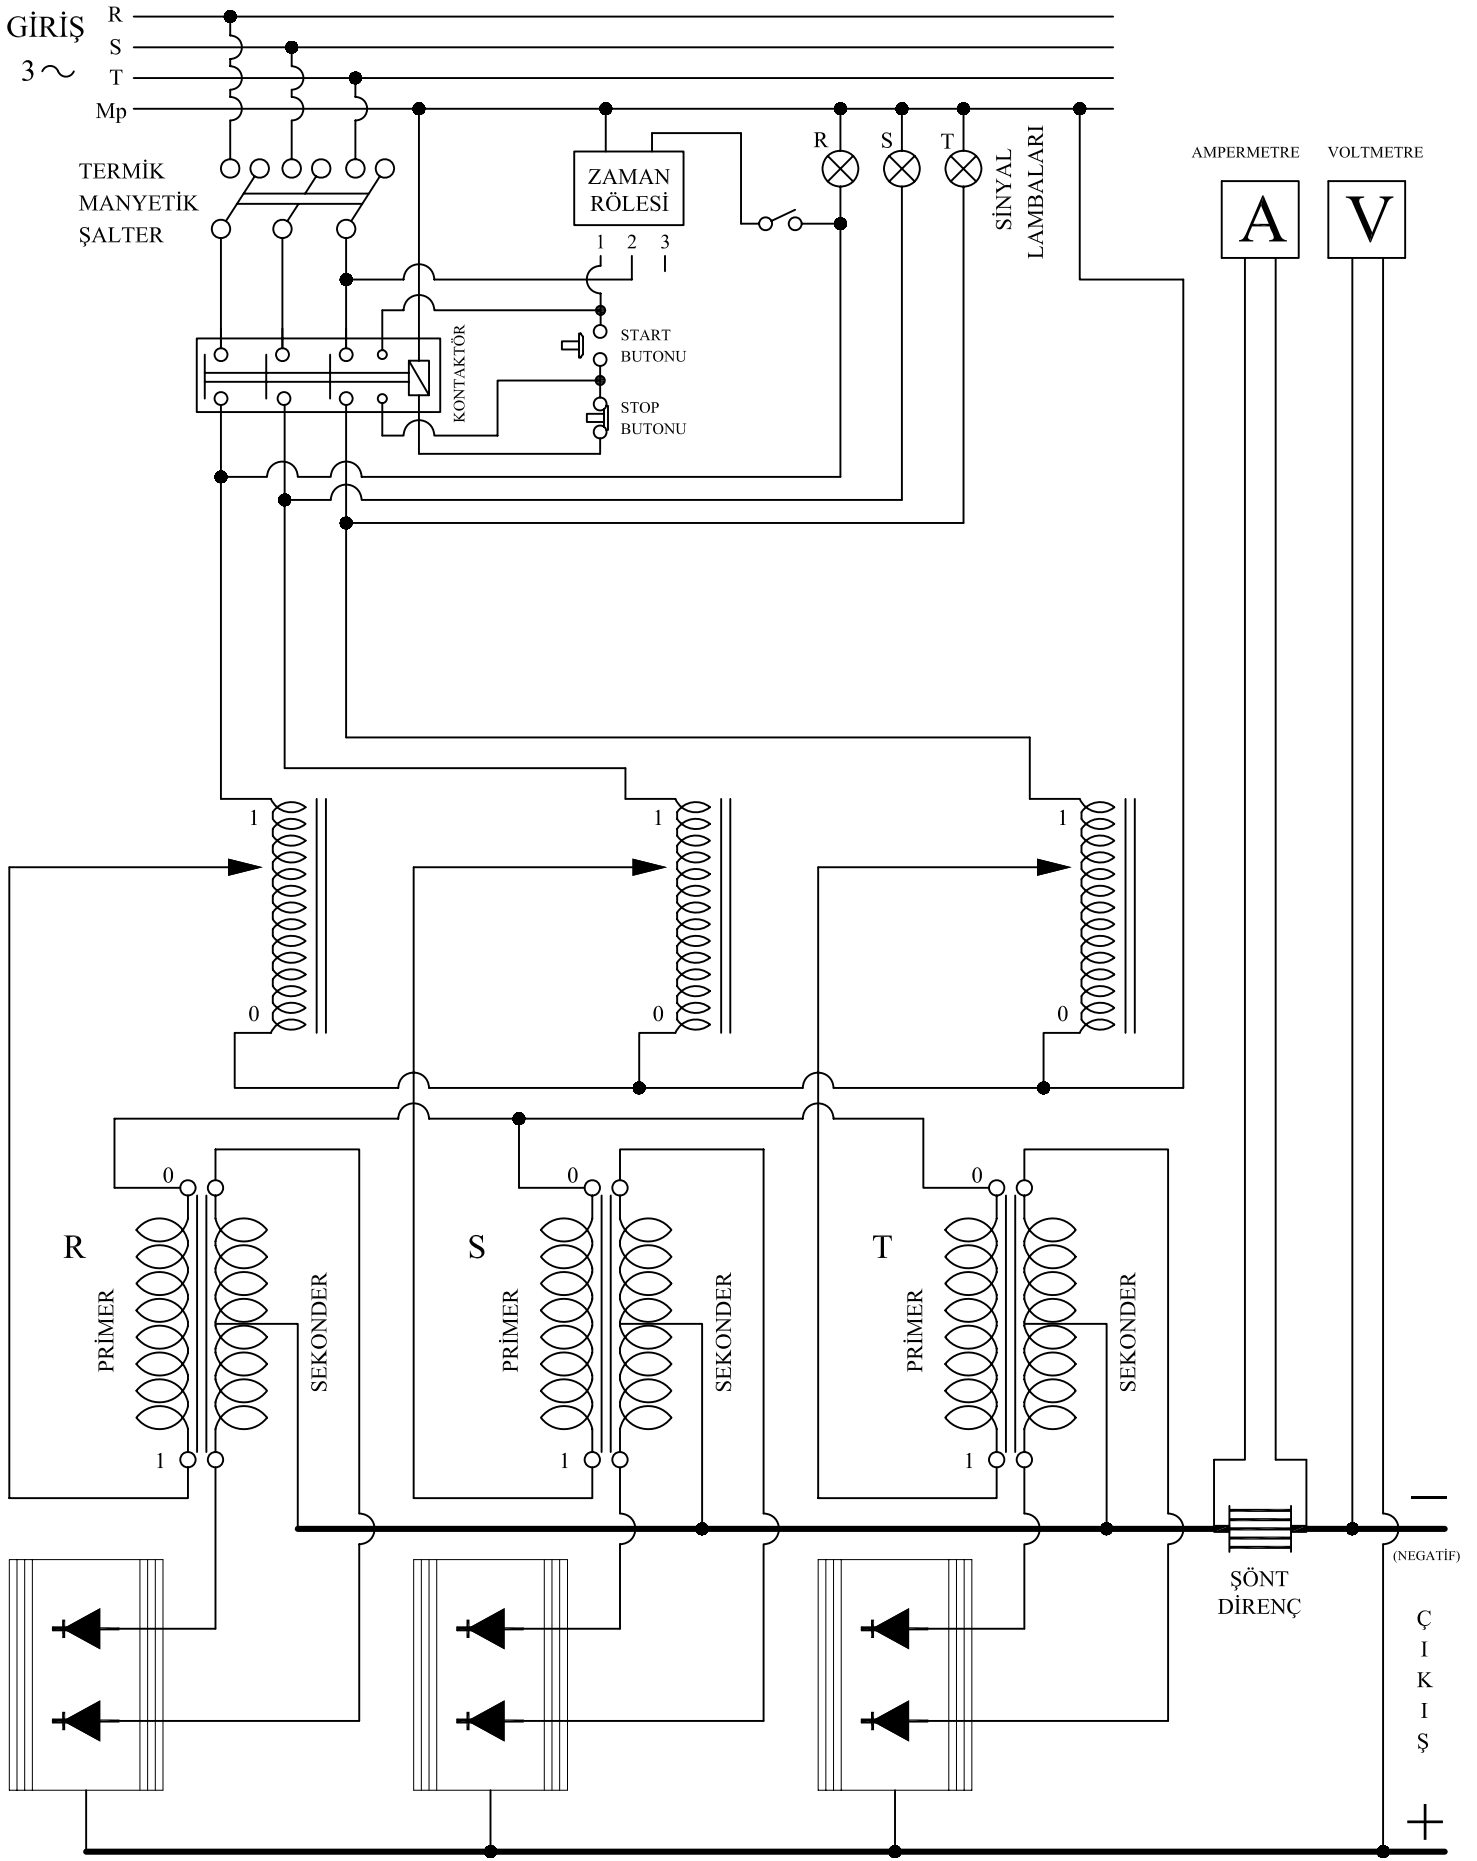 GİRİŞ
3
R
S
T
Mp
TERMİK
MANYETİK
ŞALTER
ZAMAN
RÖLESİ
1 2 3
R
S
T
SİNYAL
LAMBALARI
AMPERMETRE
VOLTMETRE
A
V
KONTAKTÖR
START
BUTONU
STOP
BUTONU
1
0
1
0
1
0
R
PRİMER
0
1
SEKONDER
S
PRİMER
0
1
SEKONDER
T
PRİMER
0
1
SEKONDER
ŞÖNT
DİRENÇ
−
(NEGATİF)
Ç
I
K
I
Ş
+